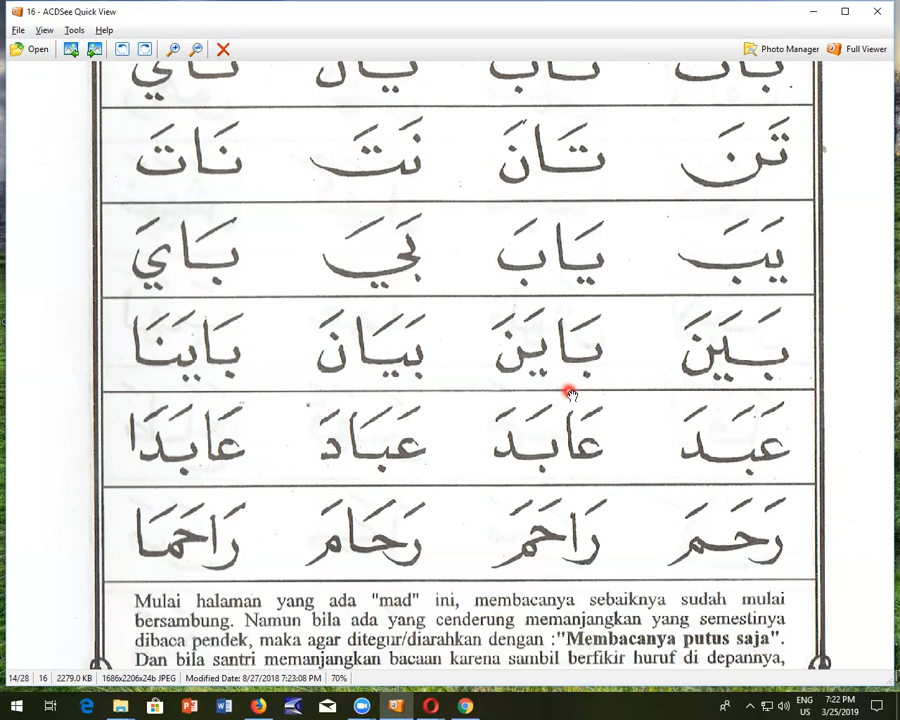 16 - ACDSee Quick View
File View Tools Help
Open Photo Manager Full Viewer
تَنَ تَانَ نَتَ نَاتَ
يَبَ يَابَ بَيَ بَايَ
بَيَنَ بَايَنَ بَيَانَ بَايَنَا
عَبَدَ عَابَدَ عَبَادَ عَابَدَا
رَحَمَ رَاحَمَ رَحَامَ رَاحَمَا
Mulai halaman yang ada "mad" ini, membacanya sebaiknya sudah mulai
bersambung. Namun bila ada yang cenderung memanjangkan yang semestinya
dibaca pendek, maka agar ditegur/diarahkan dengan :"Membacanya putus saja".
Dan bila santri memanjangkan bacaan karena sambil berfikir huruf di depannya,
14/28 16 2279.0 KB 1686x2206x24b JPEG Modified Date: 8/27/2018 7:23:08 PM 70%
ENG 7:22 PM
US 3/25/2019